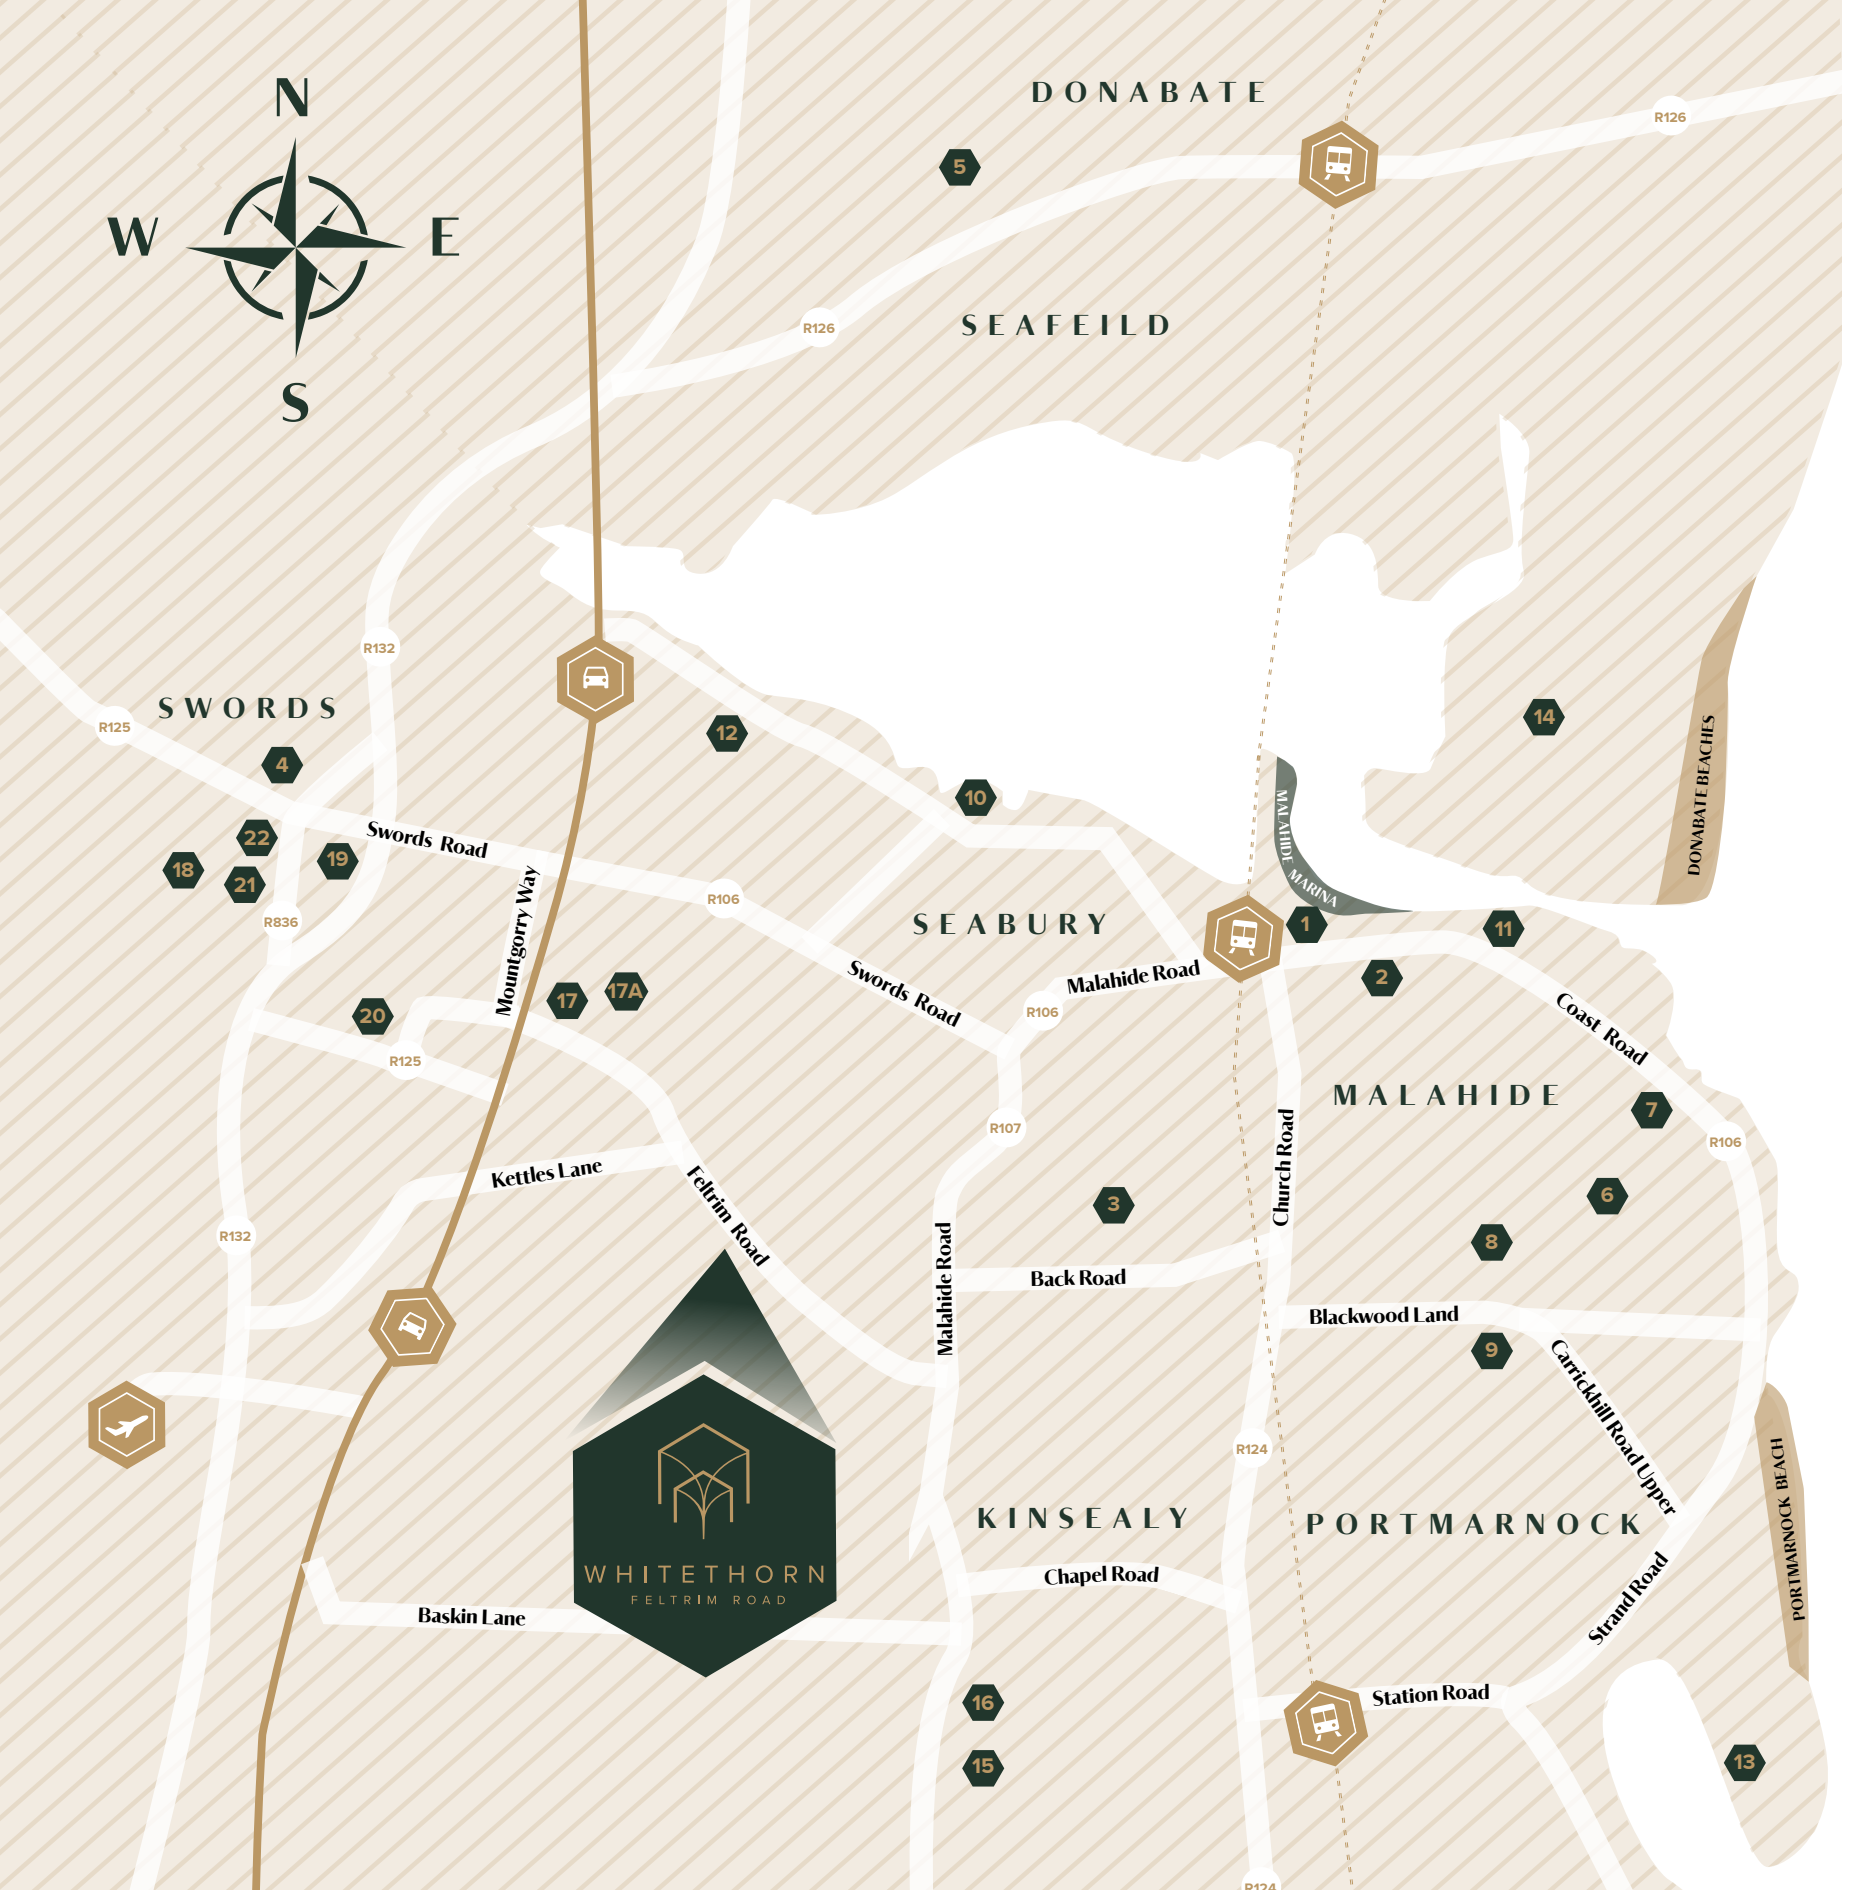 N
DONABATE
R126
5
W
E
SEAFEILD
R126
S
R132
SWORDS
R125
12
14
4
10
DONABATE BEACHES
MALAHIDE MARINA
22
Swords Road
19
18
21
R106
R836
SEABURY
1
11
Mountgorry Way
Swords Road
Malahide Road
2
17
17A
20
R106
Coast Road
R125
MALAHIDE
7
R107
R106
Kettles Lane
Feltrim Road
Church Road
3
6
R132
8
Malahide Road
Back Road
Blackwood Land
9
Carrickhill Road Upper
R124
PORTMARNOCK BEACH
KINSEALY
PORTMARNOCK
WHITETHORN
FELTRIM ROAD
Chapel Road
Strand Road
Baskin Lane
Station Road
16
15
13
R124